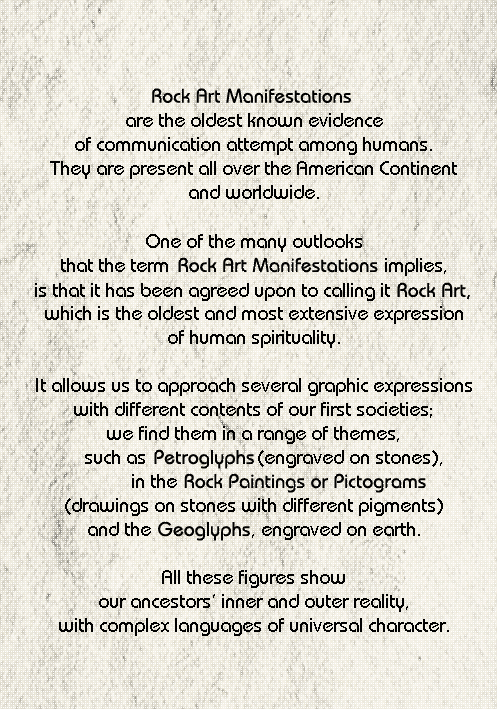 Rock Art Manifestations
are the oldest known evidence
of communication attempt among humans.
They are present all over the American Continent
and worldwide.
One of the many outlooks
that the term Rock Art Manifestations implies,
is that it has been agreed upon to calling it Rock Art,
which is the oldest and most extensive expression
of human spirituality.
It allows us to approach several graphic expressions
with different contents of our first societies;
we find them in a range of themes,
such as Petroglyphs (engraved on stones),
in the Rock Paintings or Pictograms
(drawings on stones with different pigments)
and the Geoglyphs, engraved on earth.
All these figures show
our ancestors' inner and outer reality,
with complex languages of universal character.